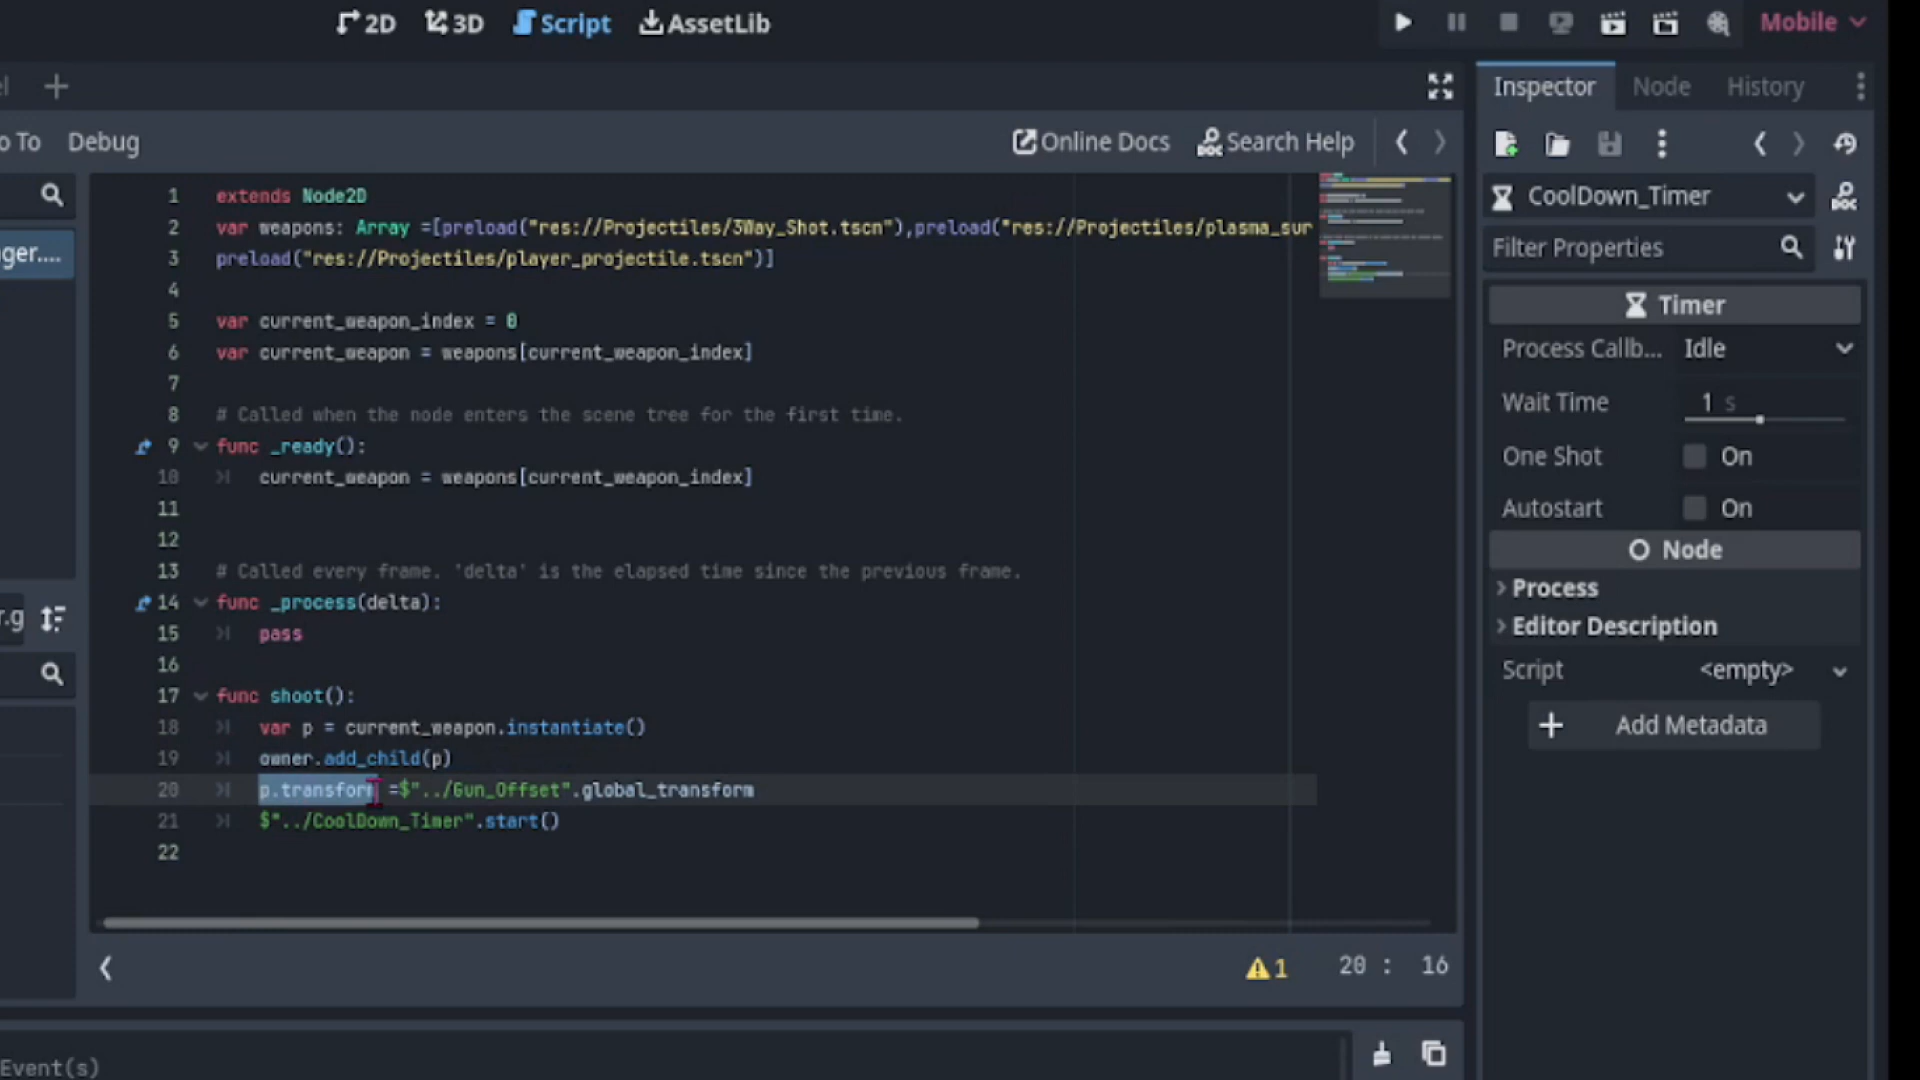 2D 3D Script AssetLib Mobile
Inspector Node History
o To Debug Online Docs Search Help
CoolDown_Timer
Filter Properties
ger....
r.g
1 extends Node2D
2 var weapons: Array =[preload("res://Projectiles/3Way_Shot.tscn"),preload("res://Projectiles/plasma_sur
3 preload("res://Projectiles/player_projectile.tscn")]
4
5 var current_weapon_index = 0
6 var current_weapon = weapons[current_weapon_index]
7
8 # Called when the node enters the scene tree for the first time.
9 func _ready():
10 current_weapon = weapons[current_weapon_index]
11
12
13 # Called every frame. 'delta' is the elapsed time since the previous frame.
14 func _process(delta):
15 pass
16
17 func shoot():
18 var p = current_weapon.instantiate()
19 owner.add_child(p)
20 p.transform =$"../Gun_Offset".global_transform
21 $"../CoolDown_Timer".start()
22
1 20 : 16
Event(s)
Timer
Process Callb... Idle
Wait Time 1 s
One Shot On
Autostart On
Node
Process
Editor Description
Script <empty>
Add Metadata